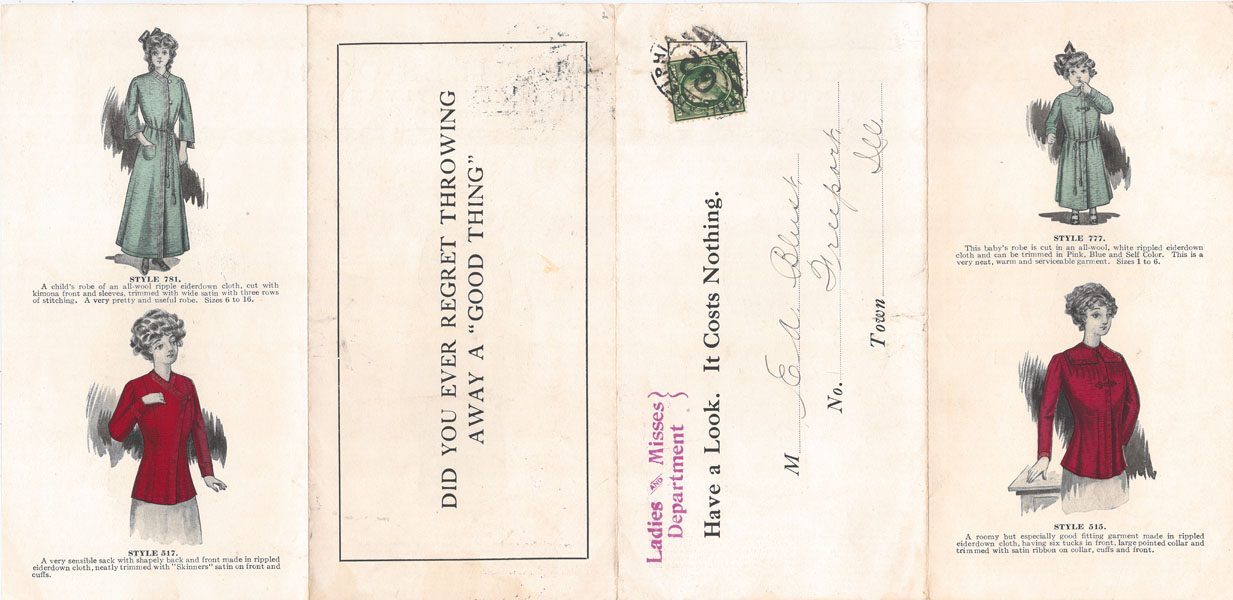 STYLE 781.
A child's robe of an all-wool ripple eiderdown cloth, cut with
kimona front and sleeves, trimmed with wide satin with three rows
of stitching. A very pretty and useful robe. Sizes 6 to 16.
STYLE 517.
A very sensible sack with shapely back and front made in rippled
eiderdown cloth, neatly trimmed with "Skinners" satin on front and
cuffs.
DID YOU EVER REGRET THROWING
AWAY A "GOOD THING"
Ladies AND Misses
Department
Have a Look. It Costs Nothing.
M Ed. Blust
No. Freeport
Town Ill
STYLE 777.
This baby's robe is cut in an all-wool, white rippled eiderdown
cloth and can be trimmed in Pink, Blue and Self Color. This is a
very neat, warm and serviceable garment. Sizes 1 to 6.
STYLE 515.
A roomy but especially good fitting garment made in rippled
eiderdown cloth, having six tucks in front, large pointed collar and
trimmed with satin ribbon on collar, cuffs and front.